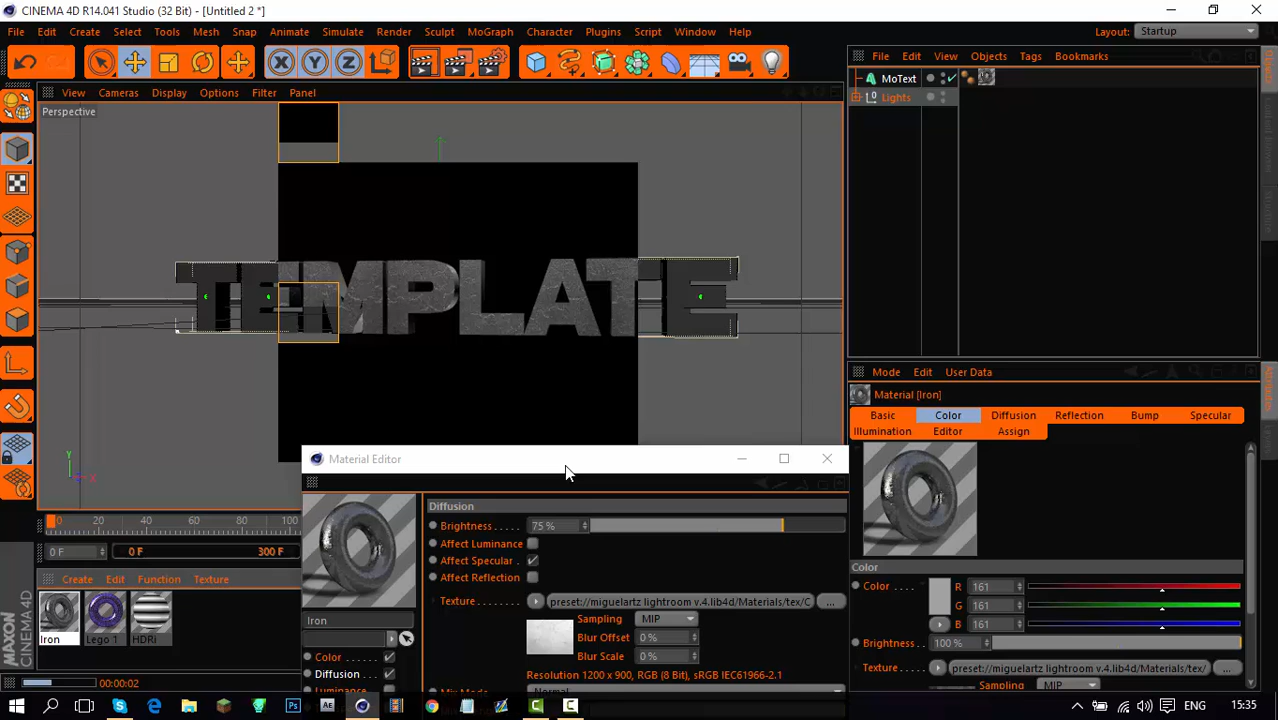 CINEMA 4D R14.041 Studio (32 Bit) - [Untitled 2 *]
File Edit Create Select Tools Mesh Snap Animate Simulate Render Sculpt MoGraph Character Plugins Script Window Help Layout: Startup
File Edit View Objects Tags Bookmarks
MoText
View Cameras Display Options Filter Panel
Lights
Perspective
TEMPLATE
Mode Edit User Data
Material [Iron]
Basic Color Diffusion Reflection Bump Specular
Illumination Editor Assign
Material Editor
Y
X
Diffusion
0 20 40 60 80 100
Brightness 75 %
Affect Luminance
0 F 0 F 300 F
Affect Specular
Affect Reflection
Color
Create Edit Function Texture
Color R 161
Texture preset://miguelartz lightroom v.4.lib4d/Materials/tex/C ...
G 161
Sampling MIP
B 161
Iron
Blur Offset 0 %
Iron Lego 1 HDRi
Brightness 100 %
Blur Scale 0 %
Color
Texture preset://miguelartz lightroom v.4.lib4d/Materials/tex/ ...
Diffusion
Resolution 1200 x 900, RGB (8 Bit), sRGB IEC61966-2.1
00:00:02
Sampling MIP
Luminance
Mix Mode Normal
MAXON CINEMA 4D
ENG 15:35